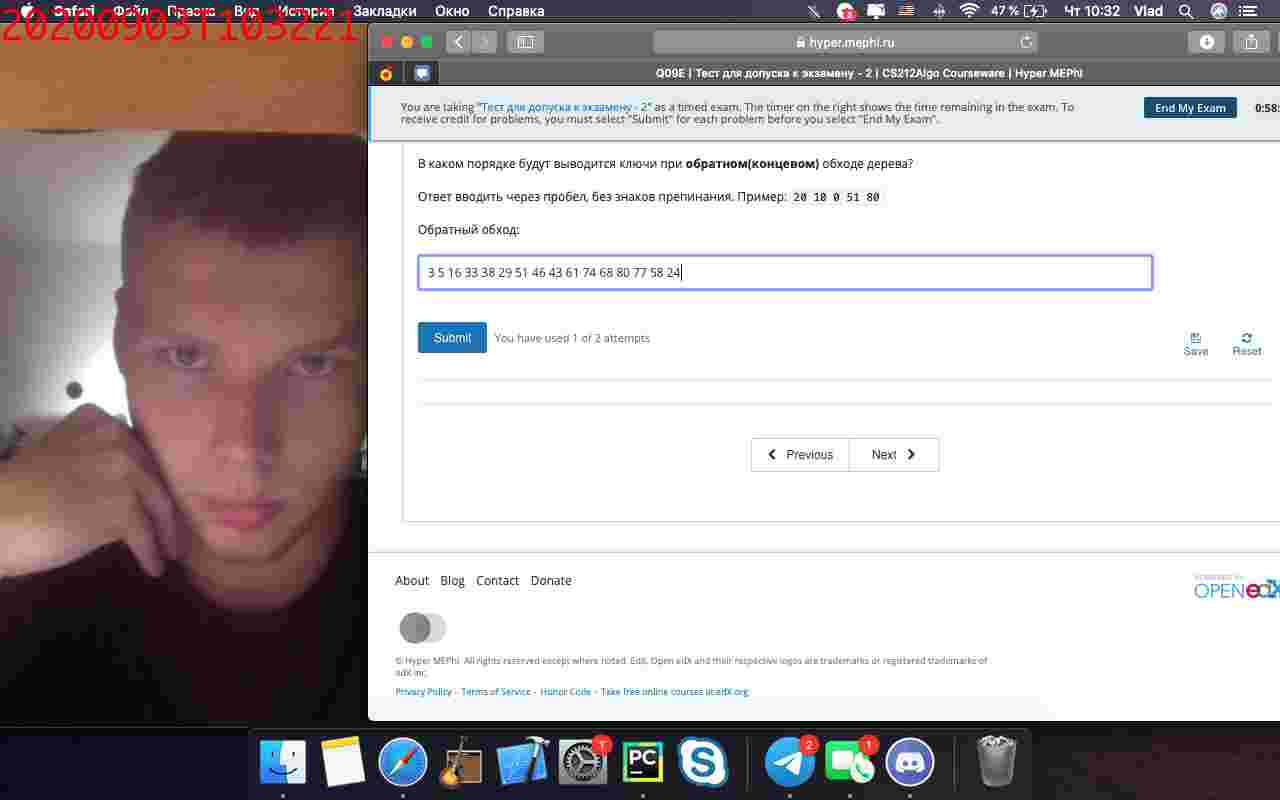 20200903T103221
Safari Файл Правка Вид История Закладки Окно Справка 47 % Чт 10:32 Vlad
hyper.mephi.ru
Q09E | Тест для допуска к экзамену - 2 | CS212Algo Courseware | Hyper.MEPhI
You are taking "Тест для допуска к экзамену - 2" as a timed exam. The timer on the right shows the time remaining in the exam. To
receive credit for problems, you must select "Submit" for each problem before you select "End My Exam".
End My Exam
0:58:
В каком порядке будут выводится ключи при обратном(концевом) обходе дерева?
Ответ вводить через пробел, без знаков препинания. Пример: 20 10 0 51 80
Обратный обход:
3 5 16 33 38 29 51 46 43 61 74 68 80 77 58 24
Submit You have used 1 of 2 attempts
Save Reset
Previous Next
About Blog Contact Donate
POWERED BY
OPEN edX
© Hyper MEPhI. All rights reserved except where noted. EdX, Open edX and their respective logos are trademarks or registered trademarks of
edX Inc.
Privacy Policy - Terms of Service - Honor Code - Take free online courses at edX.org
1 PC S 2 1